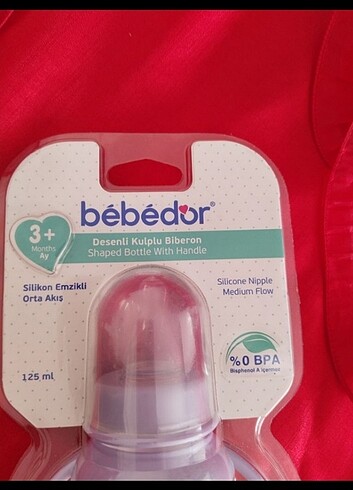 bébédor®
3+
Months
Ay
Desenli Kulplu Biberon
Shaped Bottle With Handle
Silikon Emzikli
Orta Akış
Silicone Nipple
Medium Flow
%0 BPA
Bisphenol A içermez
125 ml